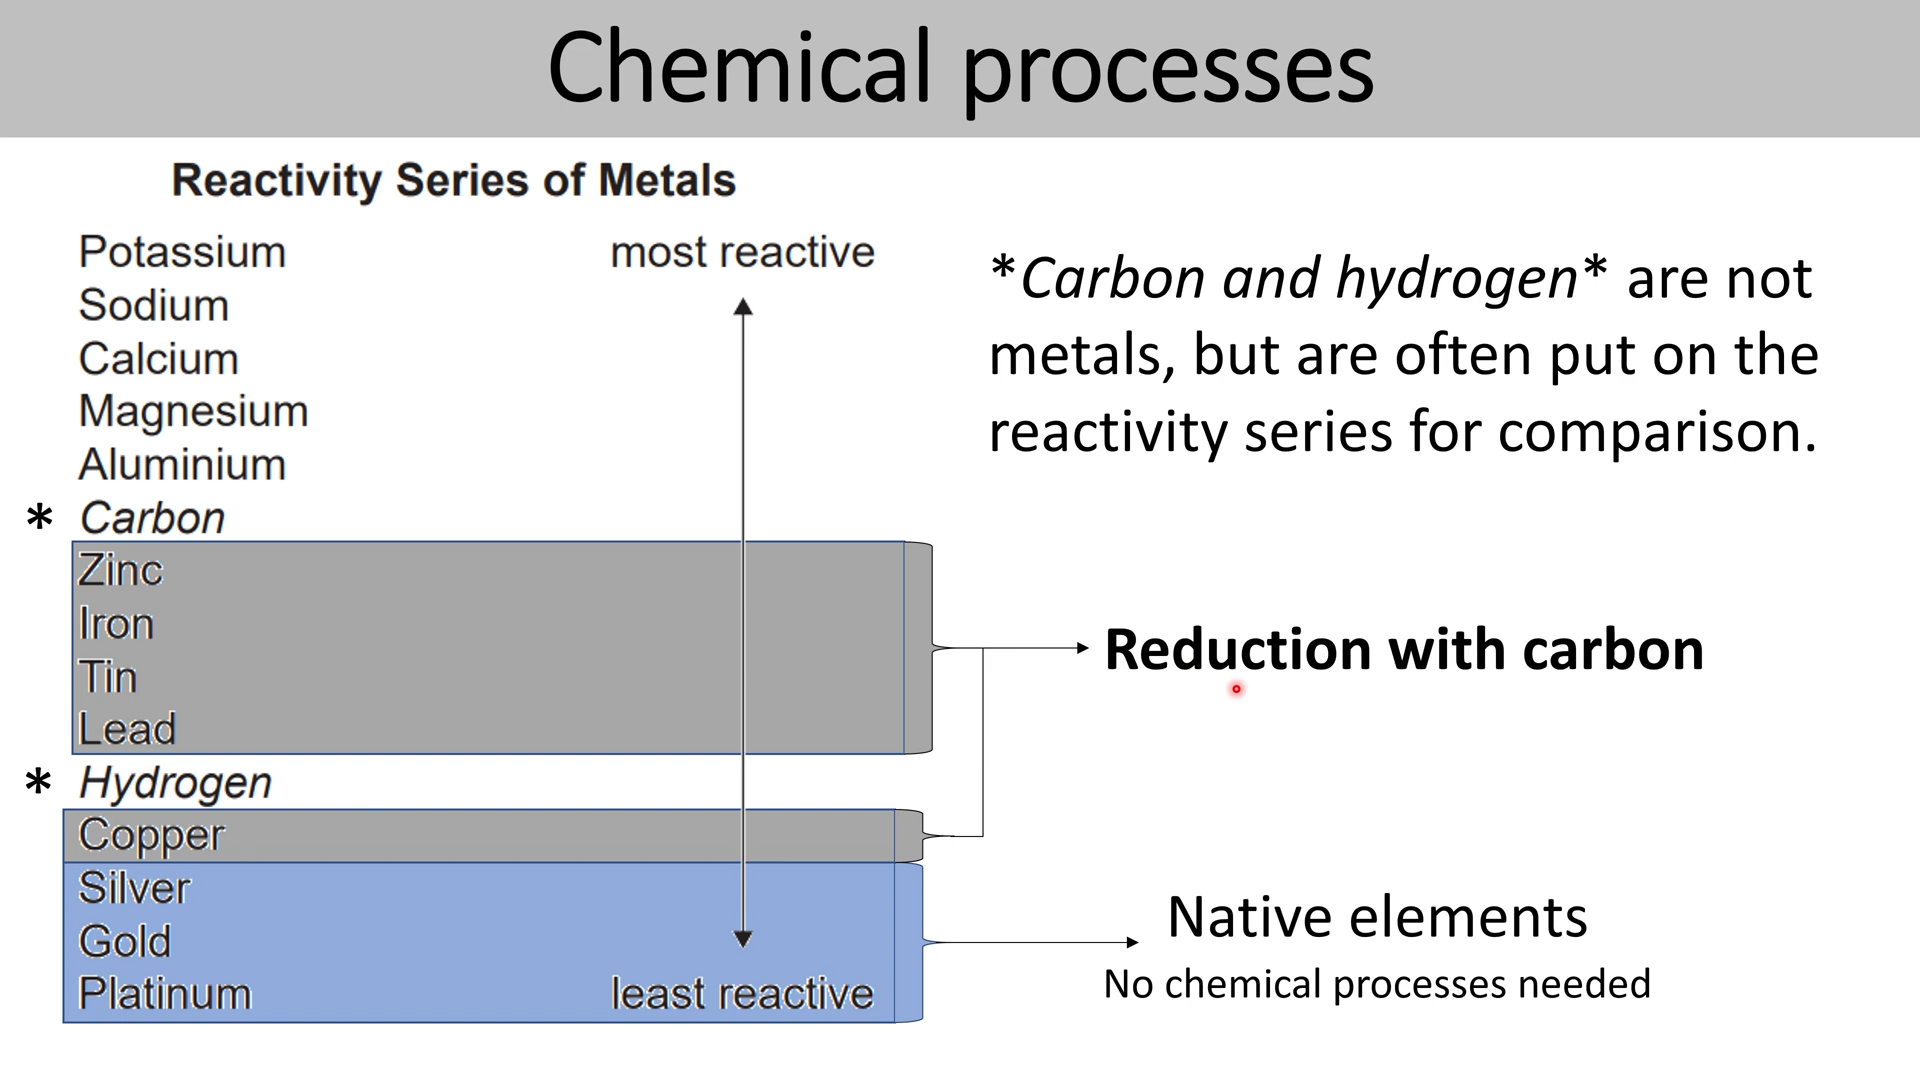 Chemical processes
Reactivity Series of Metals
Potassium most reactive
Sodium
Calcium
Magnesium
Aluminium
* Carbon
Zinc
Iron
Tin
Lead
* Hydrogen
Copper
Silver
Gold
Platinum least reactive
*Carbon and hydrogen* are not
metals, but are often put on the
reactivity series for comparison.
Reduction with carbon
Native elements
No chemical processes needed